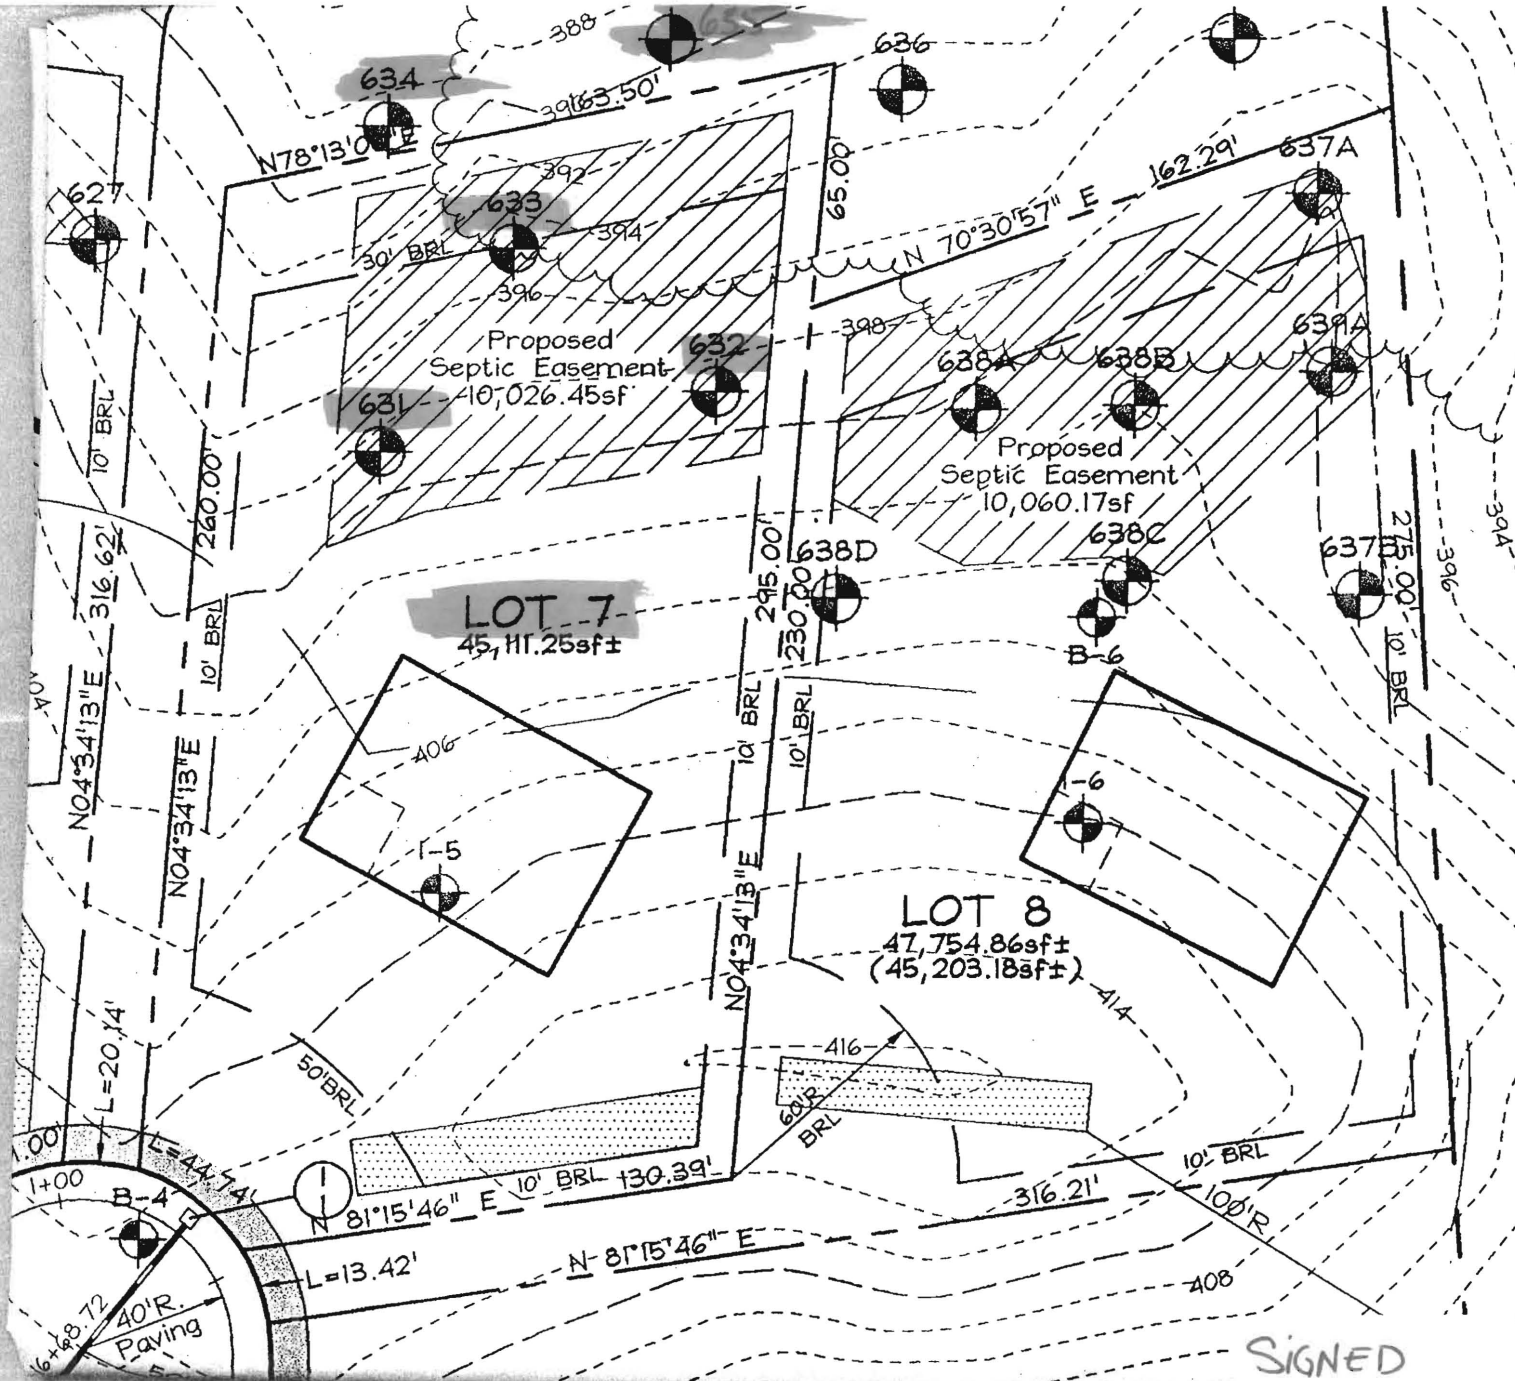 388
635
636
634
163.50'
390
N78°13'0
E
637A
162.29'
392
627
633
65.00'
N 70°30'57" E
394
30' BRL
396
398
639A
Proposed
Septic Easement
10,026.45sf
632
638A
638B
631
10' BRL
Proposed
Septic Easement
10,060.17sf
260.00'
316.62'
295.00'
230.00'
638D
638C
637B
275.00'
394
396
LOT 7
45,111.25sf±
10' BRL
B-6
10' BRL
N04°34'13"E
N04°34'13"E
10' BRL
10' BRL
406
T-5
T-6
N04°34'13"E
LOT 8
47,754.86sf±
(45,203.18sf±)
414
L=20.14'
416
50'BRL
60'R
BRL
L=44.74'
1.00'
1+00
B-4
10' BRL
130.39'
N 81°15'46" E
10' BRL
316.21'
100'R
N 81°15'46" E
L=13.42'
408
40'R.
Paving
SIGNED